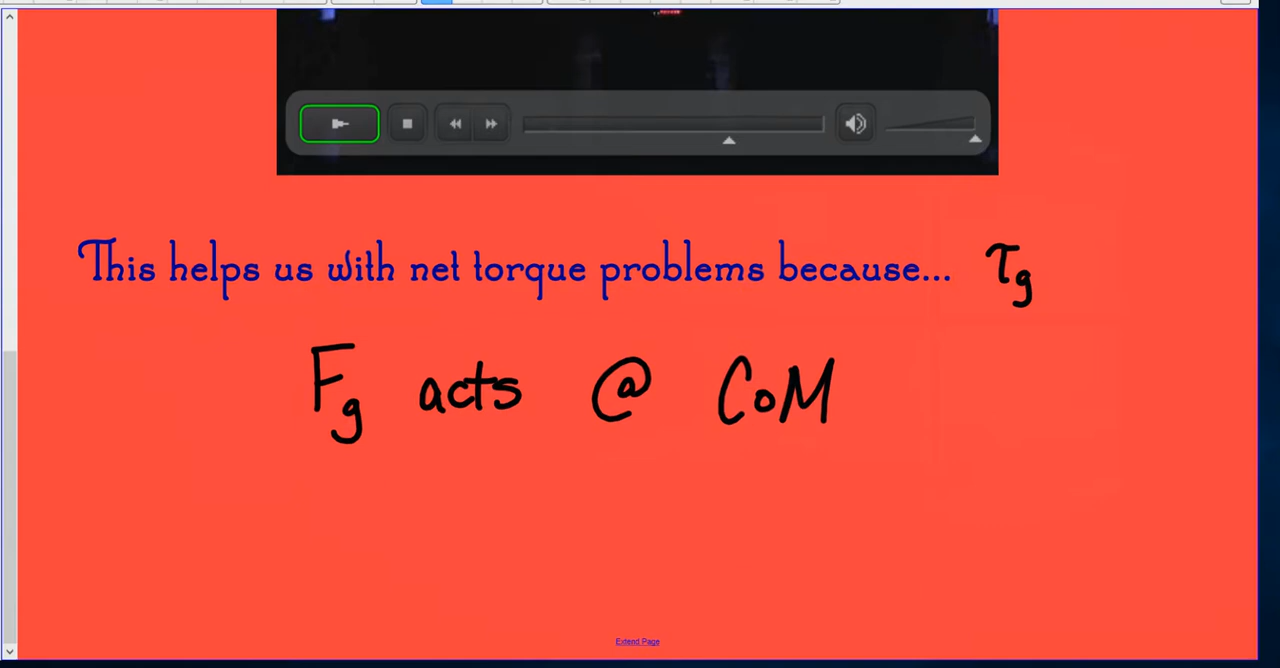 This helps us with net torque problems because... τg
Fg acts @ CoM
Extend Page